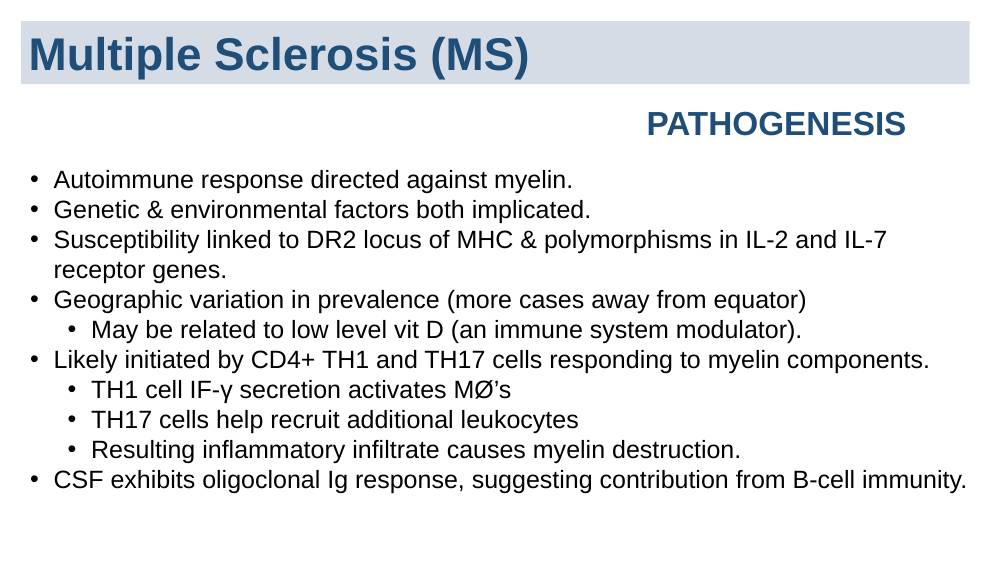 Multiple Sclerosis (MS)
PATHOGENESIS
• Autoimmune response directed against myelin.
• Genetic & environmental factors both implicated.
• Susceptibility linked to DR2 locus of MHC & polymorphisms in IL-2 and IL-7
receptor genes.
• Geographic variation in prevalence (more cases away from equator)
• May be related to low level vit D (an immune system modulator).
• Likely initiated by CD4+ TH1 and TH17 cells responding to myelin components.
• TH1 cell IF-γ secretion activates MØ’s
• TH17 cells help recruit additional leukocytes
• Resulting inflammatory infiltrate causes myelin destruction.
• CSF exhibits oligoclonal Ig response, suggesting contribution from B-cell immunity.